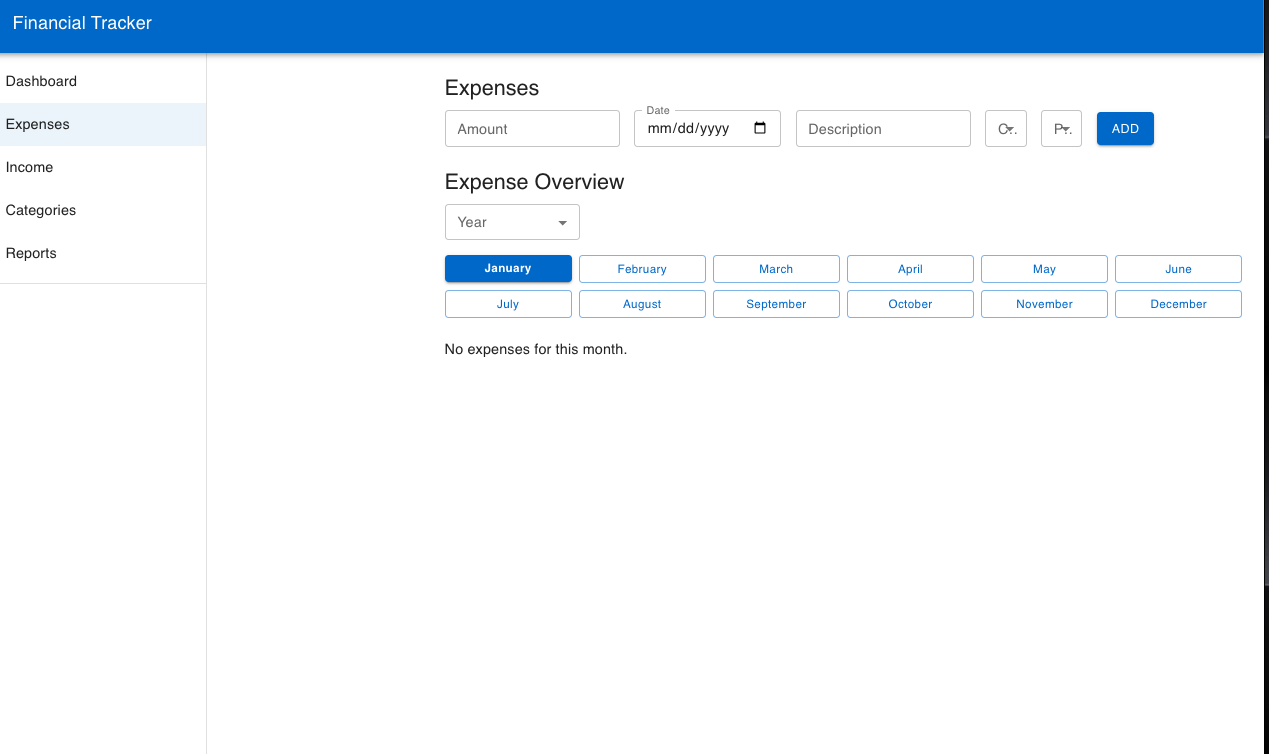 Financial Tracker
Dashboard
Expenses
Income
Categories
Reports
Expenses
Amount
Date
mm/dd/yyyy
Description
C..
P..
ADD
Expense Overview
Year
January February March April May June
July August September October November December
No expenses for this month.